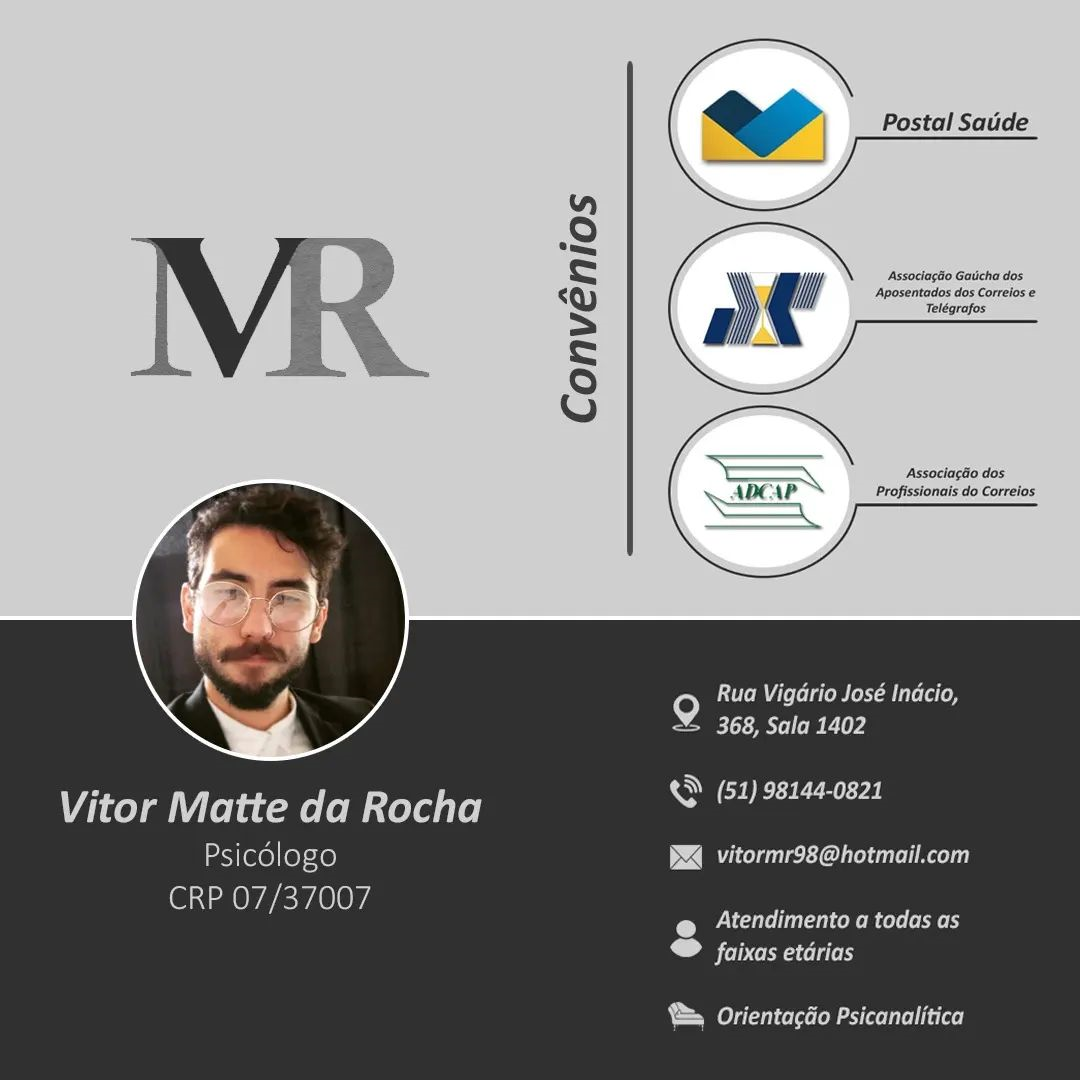 MVR
Convênios
Postal Saúde
Associação Gaúcha dos
Aposentados dos Correios e
Telégrafos
ADCAP
Associação dos
Profissionais do Correios
Vitor Matte da Rocha
Psicólogo
CRP 07/37007
Rua Vigário José Inácio,
368, Sala 1402
(51) 98144-0821
vitormr98@hotmail.com
Atendimento a todas as
faixas etárias
Orientação Psicanalítica